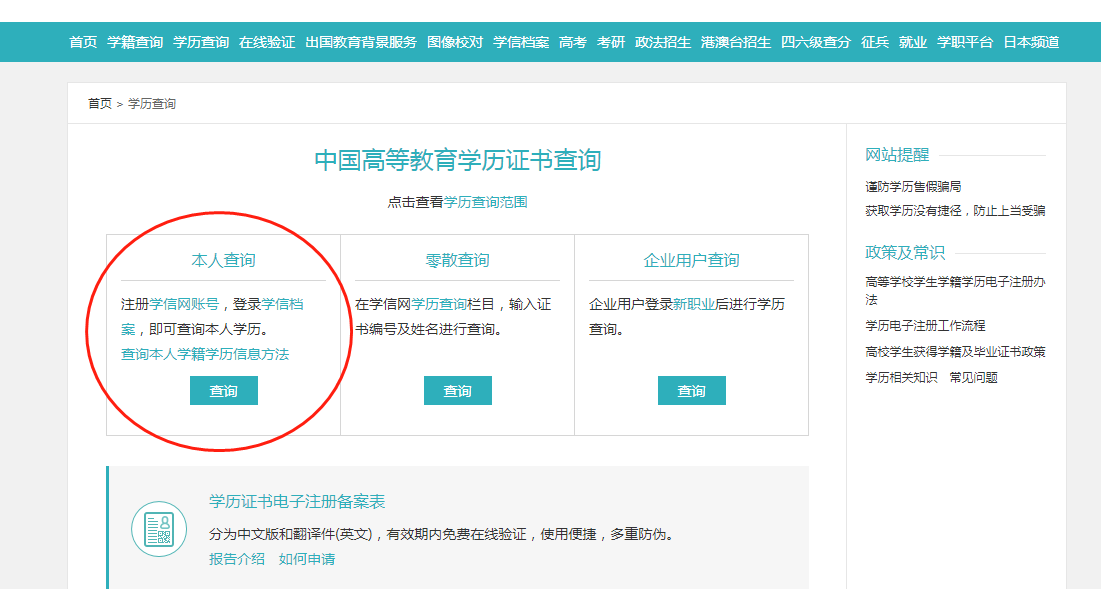 首页 学籍查询 学历查询 在线验证 出国教育背景服务 图像校对 学信档案 高考 考研 政法招生 港澳台招生 四六级查分 征兵 就业 学职平台 日本频道
首页 > 学历查询
中国高等教育学历证书查询
点击查看学历查询范围
本人查询
注册学信网账号，登录学信档
案，即可查询本人学历。
查询本人学籍学历信息方法
查询
零散查询
在学信网学历查询栏目，输入证
书编号及姓名进行查询。
查询
企业用户查询
企业用户登录新职业后进行学历
查询。
查询
学历证书电子注册备案表
分为中文版和翻译件(英文)，有效期内免费在线验证，使用便捷，多重防伪。
报告介绍 如何申请
网站提醒
谨防学历售假骗局
获取学历没有捷径，防止上当受骗
政策及常识
高等学校学生学籍学历电子注册办
法
学历电子注册工作流程
高校学生获得学籍及毕业证书政策
学历相关知识 常见问题